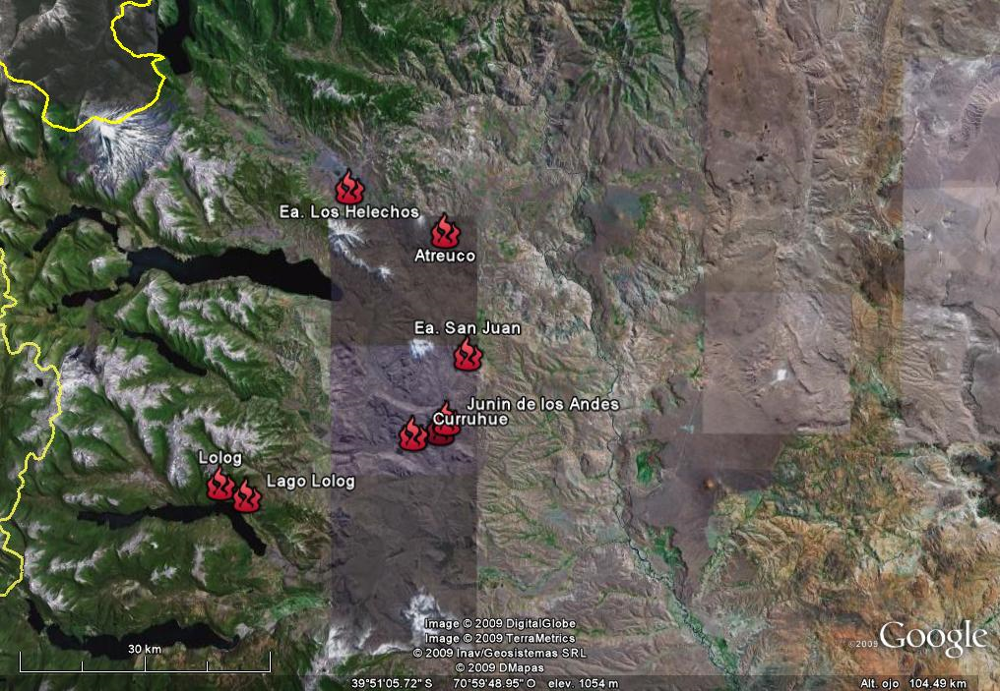 Ea. Los Helechos
Atreuco
Ea. San Juan
Junin de los Andes
Curruhue
Lolog
Lago Lolog
Image © 2009 DigitalGlobe
Image © 2009 TerraMetrics
© 2009 Inav/Geosistemas SRL
© 2009 DMapas
©2009 Google
30 km
39°51'05.72" S 70°59'48.95" O elev. 1054 m
Alt. ojo 104.49 km